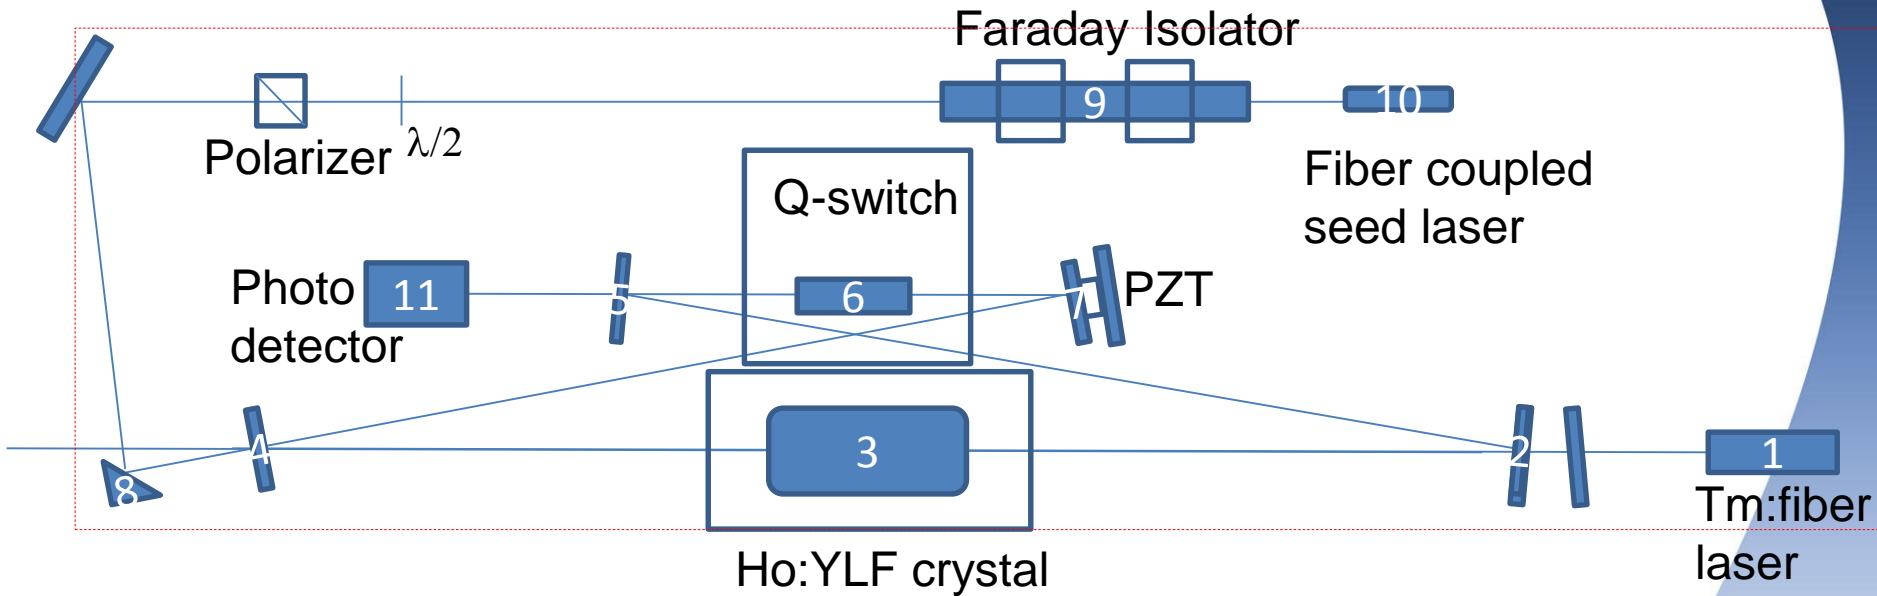 Faraday Isolator
9
10
Polarizer
λ/2
Fiber coupled
seed laser
Q-switch
Photo
detector
11
5
6
7
PZT
4
3
2
1
8
Tm:fiber
laser
Ho:YLF crystal